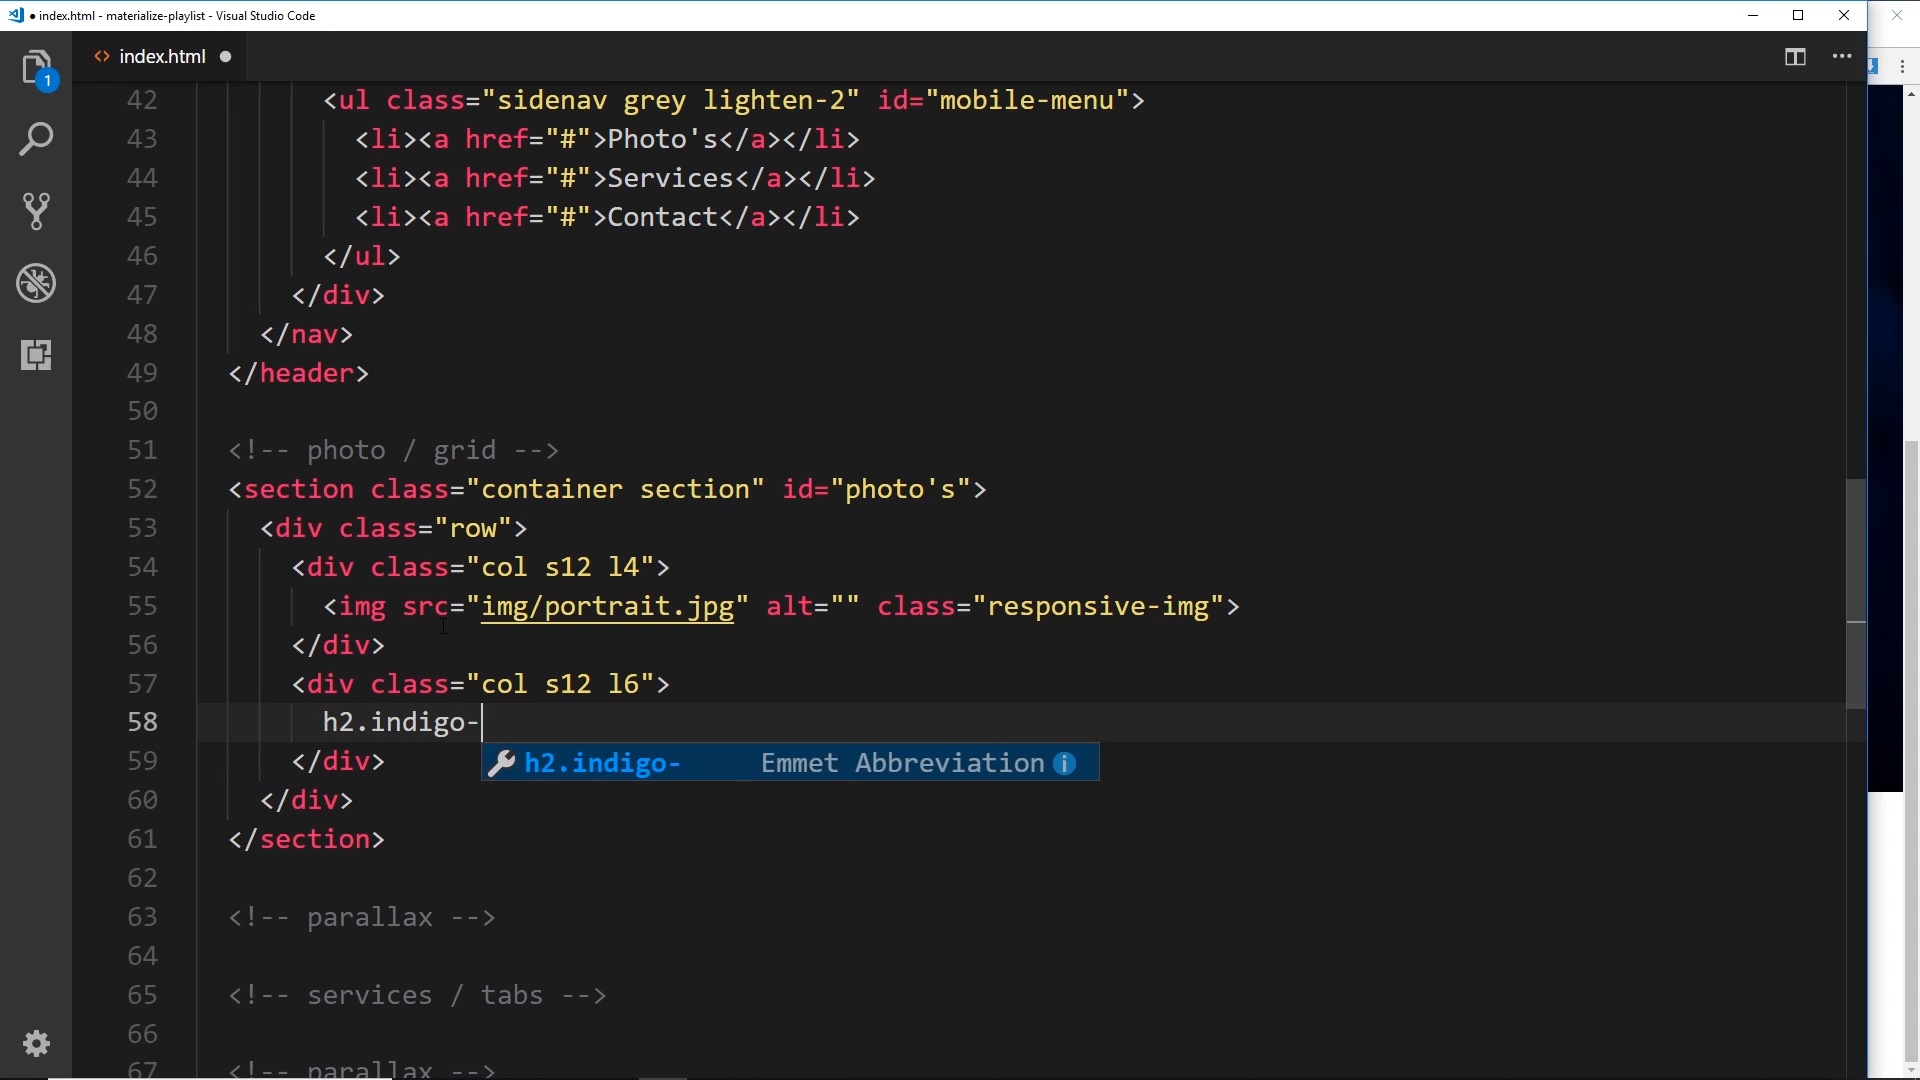 ● index.html - materialize-playlist - Visual Studio Code
1
<> index.html ●
42 <ul class="sidenav grey lighten-2" id="mobile-menu">
43 <li><a href="#">Photo's</a></li>
44 <li><a href="#">Services</a></li>
45 <li><a href="#">Contact</a></li>
46 </ul>
47 </div>
48 </nav>
49 </header>
50
51 <!-- photo / grid -->
52 <section class="container section" id="photo's">
53 <div class="row">
54 <div class="col s12 l4">
55 <img src="img/portrait.jpg" alt="" class="responsive-img">
56 </div>
57 <div class="col s12 l6">
58 h2.indigo-
59 </div> h2.indigo- Emmet Abbreviation
60 </div>
61 </section>
62
63 <!-- parallax -->
64
65 <!-- services / tabs -->
66
67 <!-- parallax -->